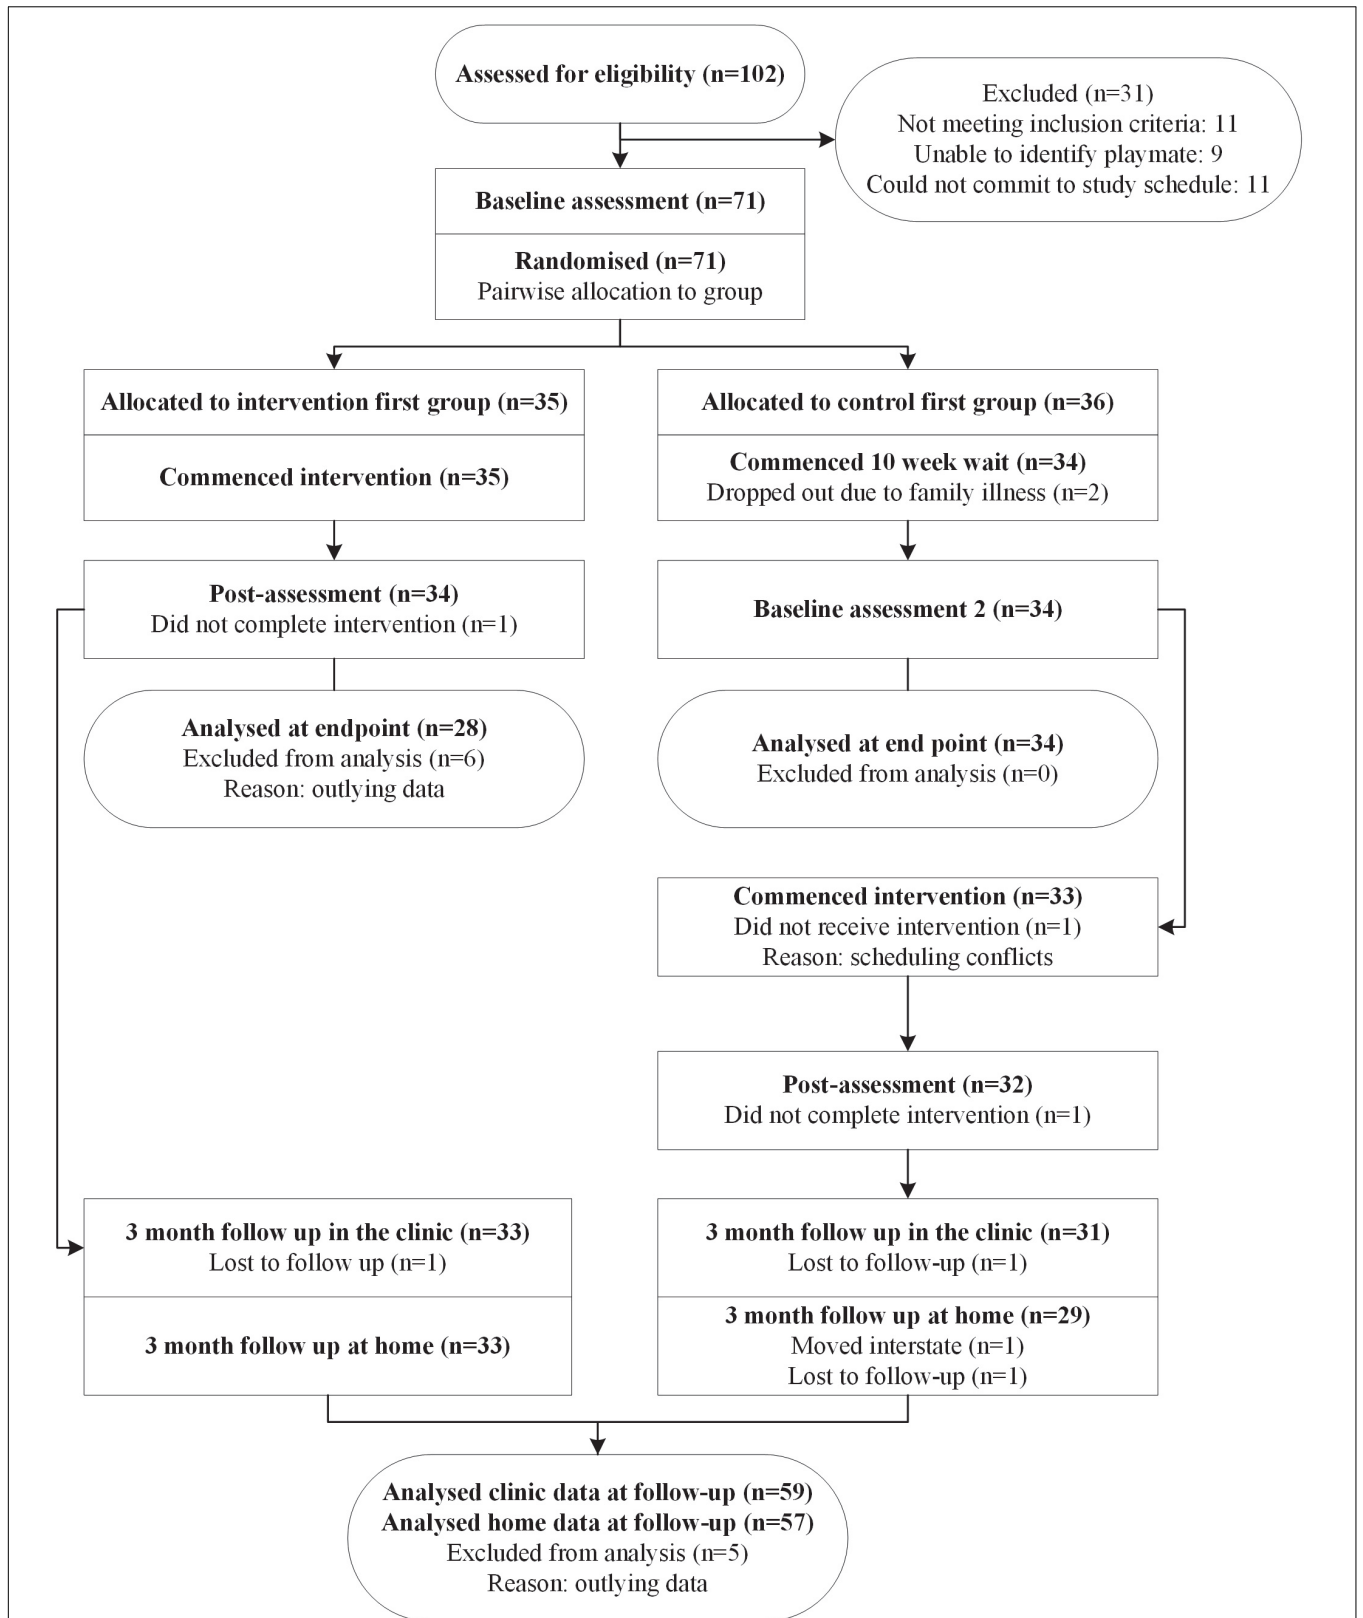 Assessed for eligibility (n=102)
Excluded (n=31)
Not meeting inclusion criteria: 11
Unable to identify playmate: 9
Could not commit to study schedule: 11
Baseline assessment (n=71)
Randomised (n=71)
Pairwise allocation to group
Allocated to intervention first group (n=35)
Commenced intervention (n=35)
Allocated to control first group (n=36)
Commenced 10 week wait (n=34)
Dropped out due to family illness (n=2)
Post-assessment (n=34)
Did not complete intervention (n=1)
Baseline assessment 2 (n=34)
Analysed at endpoint (n=28)
Excluded from analysis (n=6)
Reason: outlying data
Analysed at end point (n=34)
Excluded from analysis (n=0)
Commenced intervention (n=33)
Did not receive intervention (n=1)
Reason: scheduling conflicts
Post-assessment (n=32)
Did not complete intervention (n=1)
3 month follow up in the clinic (n=33)
Lost to follow up (n=1)
3 month follow up at home (n=33)
3 month follow up in the clinic (n=31)
Lost to follow-up (n=1)
3 month follow up at home (n=29)
Moved interstate (n=1)
Lost to follow-up (n=1)
Analysed clinic data at follow-up (n=59)
Analysed home data at follow-up (n=57)
Excluded from analysis (n=5)
Reason: outlying data